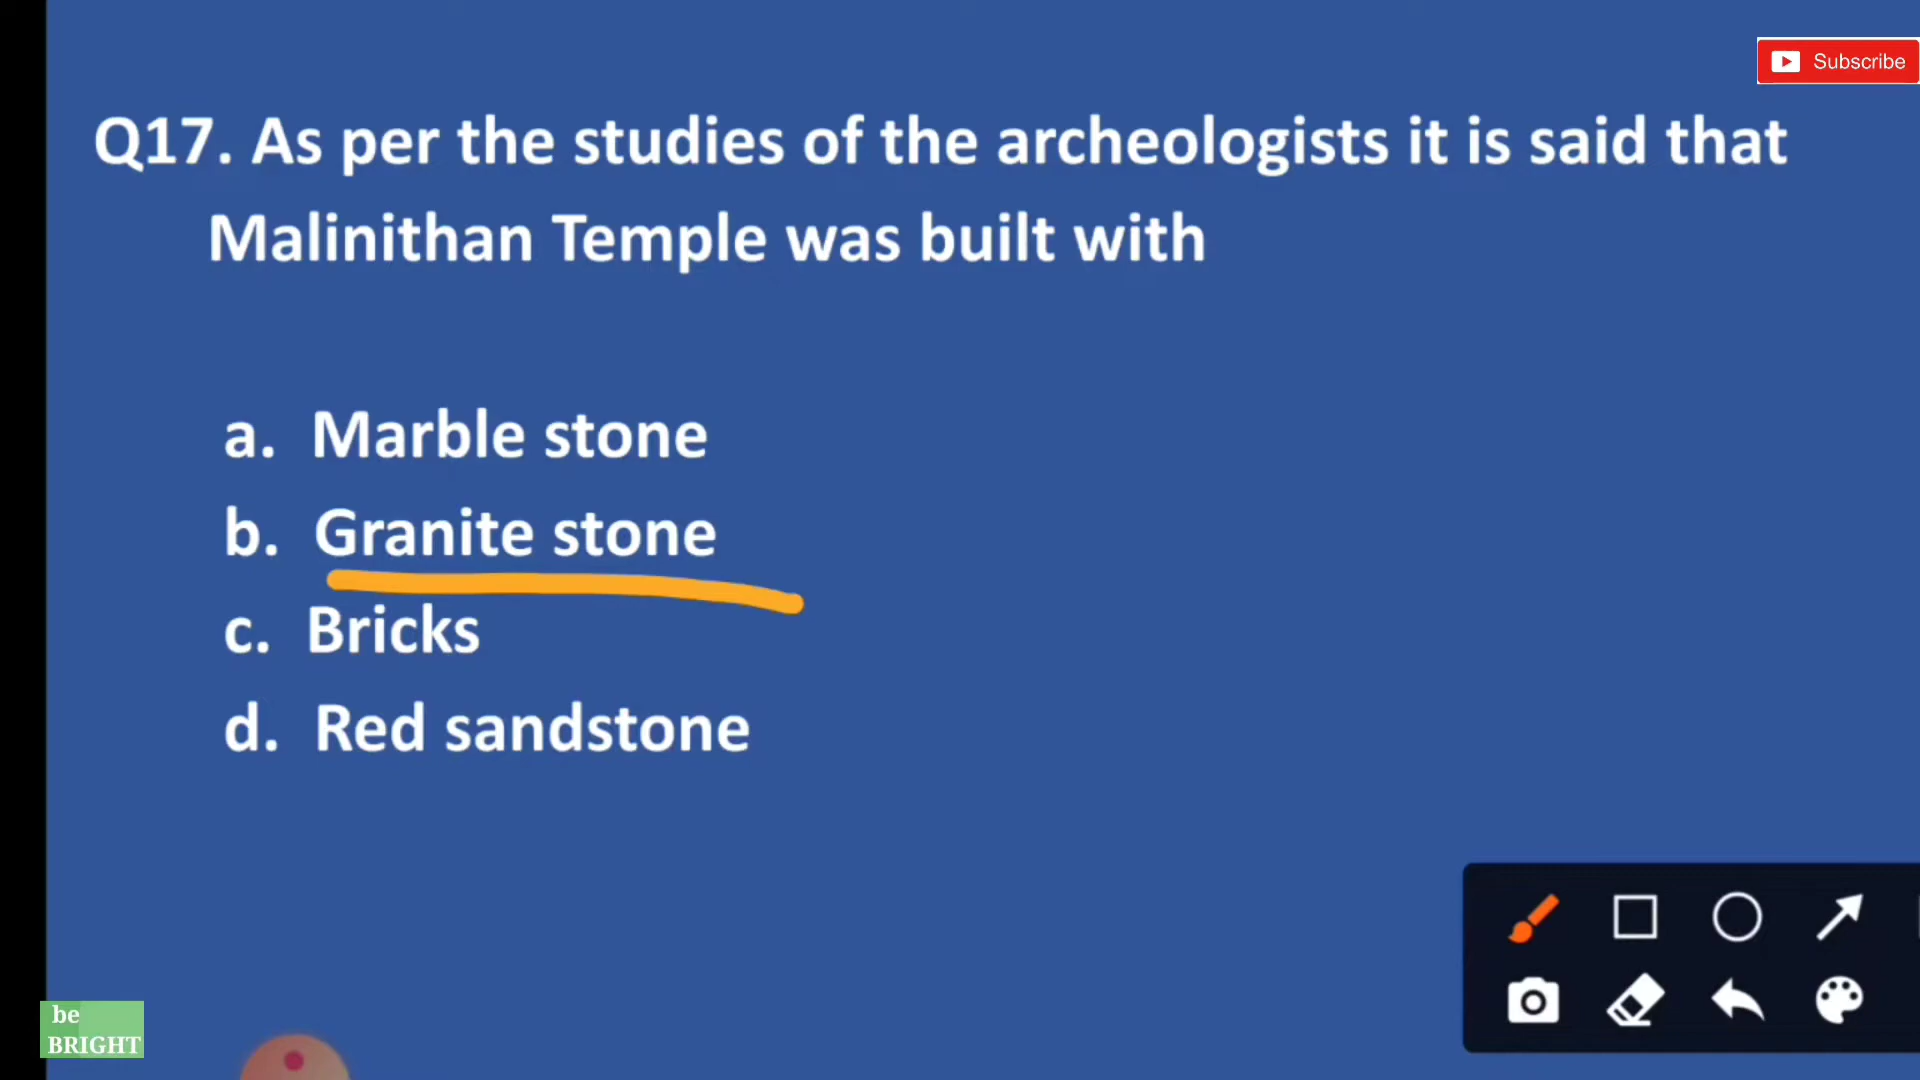 Subscribe
Q17. As per the studies of the archeologists it is said that
Malinithan Temple was built with
a. Marble stone
b. Granite stone
c. Bricks
d. Red sandstone
be
BRIGHT